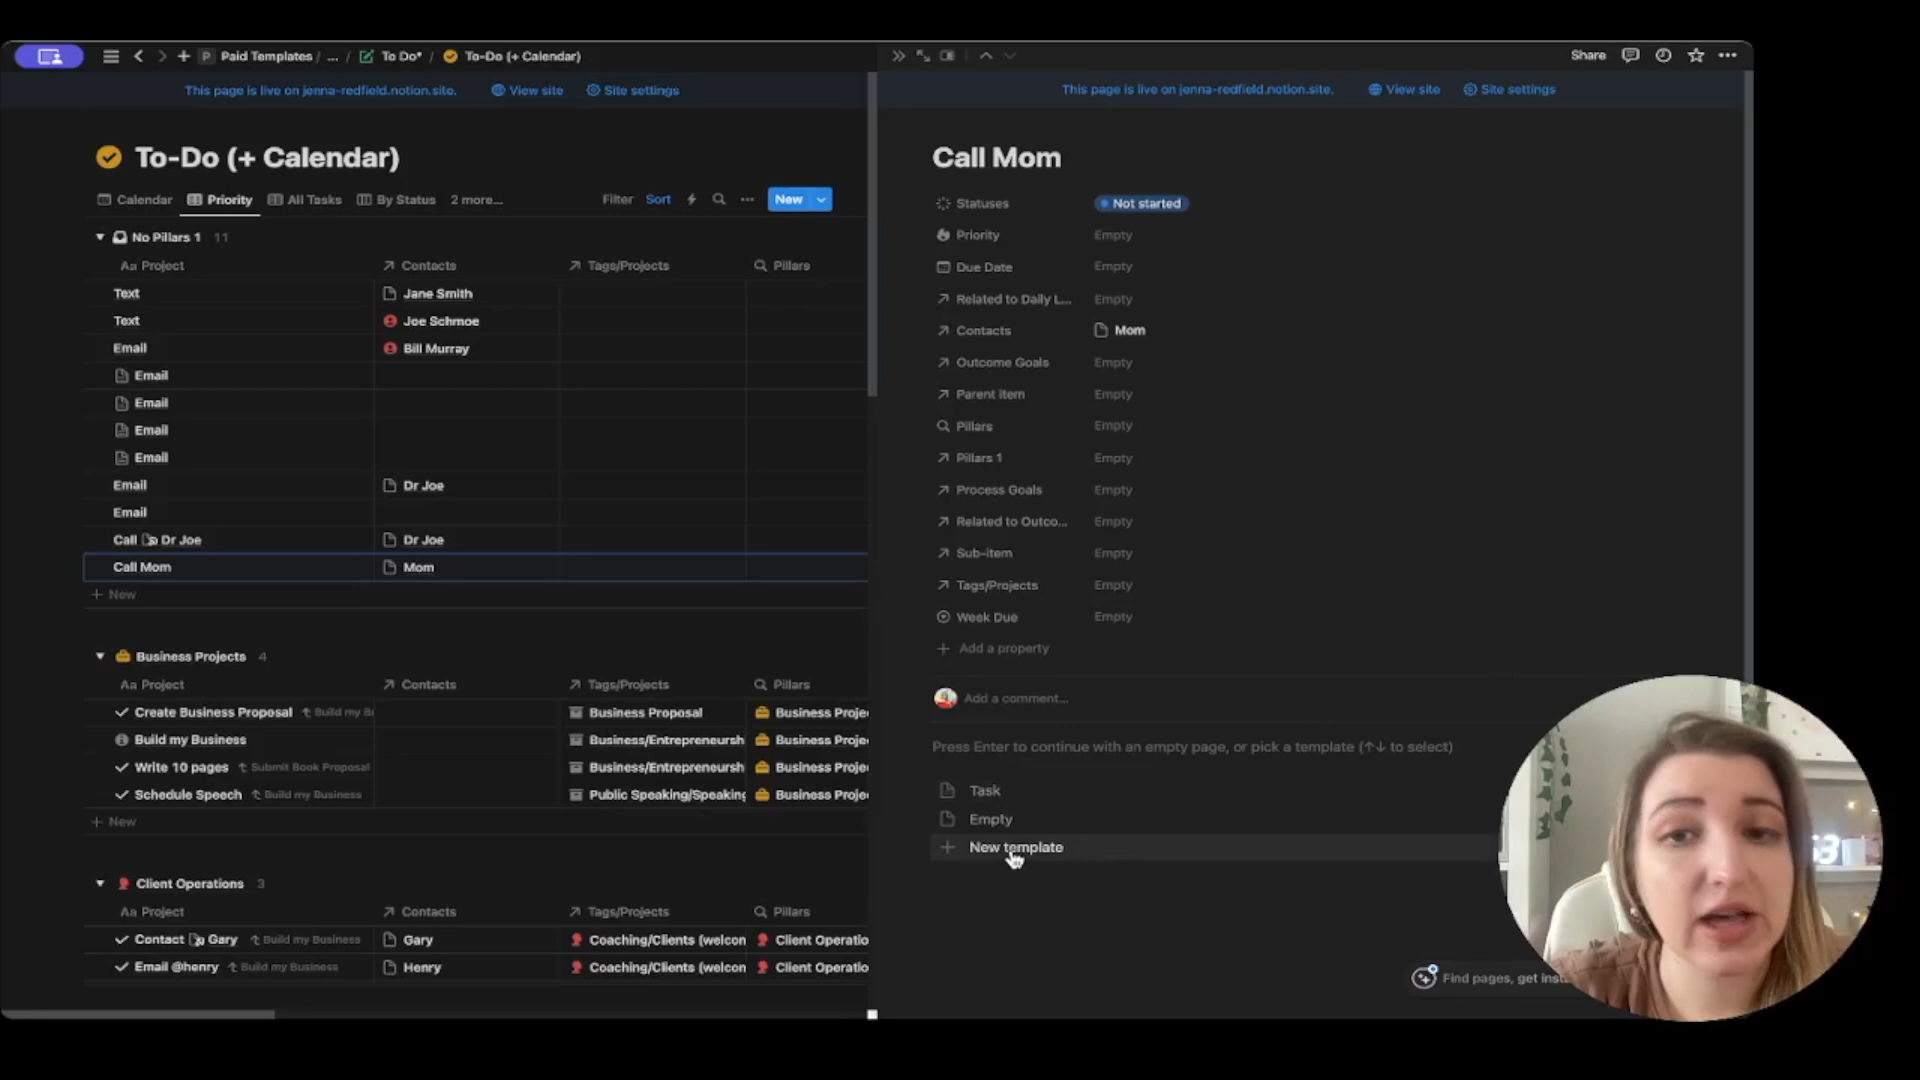 P Paid Templates / ... / To Do* / To-Do (+ Calendar)
This page is live on jenna-redfield.notion.site. View site Site settings
To-Do (+ Calendar)
Calendar Priority All Tasks By Status 2 more... Filter Sort New
No Pillars 1 11
Aa Project Contacts Tags/Projects Pillars
Text Jane Smith
Text Joe Schmoe
Email Bill Murray
Email
Email
Email
Email
Email Dr Joe
Email
Call Dr Joe Dr Joe
Call Mom Mom
+ New
Business Projects 4
Aa Project Contacts Tags/Projects Pillars
Create Business Proposal Build my B Business Proposal Business Proje
Build my Business Business/Entrepreneursh Business Proje
Write 10 pages Submit Book Proposal Business/Entrepreneursh Business Proje
Schedule Speech Build my Business Public Speaking/Speaking Business Proje
+ New
Client Operations 3
Aa Project Contacts Tags/Projects Pillars
Contact Gary Build my Business Gary Coaching/Clients (welcon Client Operatio
Email @henry Build my Business Henry Coaching/Clients (welcon Client Operatio
Share
This page is live on jenna-redfield.notion.site. View site Site settings
Call Mom
Statuses Not started
Priority Empty
Due Date Empty
Related to Daily L... Empty
Contacts Mom
Outcome Goals Empty
Parent item Empty
Pillars Empty
Pillars 1 Empty
Process Goals Empty
Related to Outco... Empty
Sub-item Empty
Tags/Projects Empty
Week Due Empty
+ Add a property
Add a comment...
Press Enter to continue with an empty page, or pick a template (↑↓ to select)
Task
Empty
+ New template
Find pages, get inst